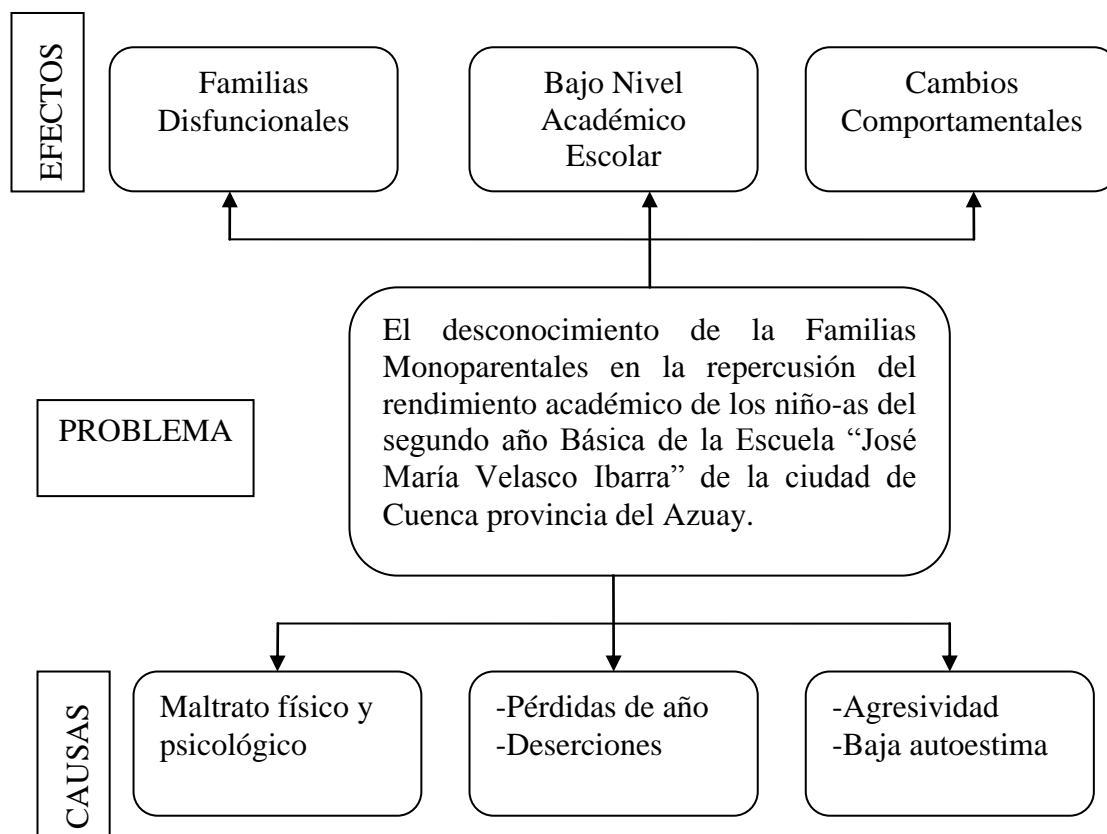 EFECTOS
Familias
Disfuncionales
Bajo Nivel
Académico
Escolar
Cambios
Comportamentales
PROBLEMA
El desconocimiento de la Familias
Monoparentales en la repercusión del
rendimiento académico de los niño-as del
segundo año Básica de la Escuela “José
María Velasco Ibarra” de la ciudad de
Cuenca provincia del Azuay.
CAUSAS
Maltrato físico y
psicológico
-Pérdidas de año
-Deserciones
-Agresividad
-Baja autoestima